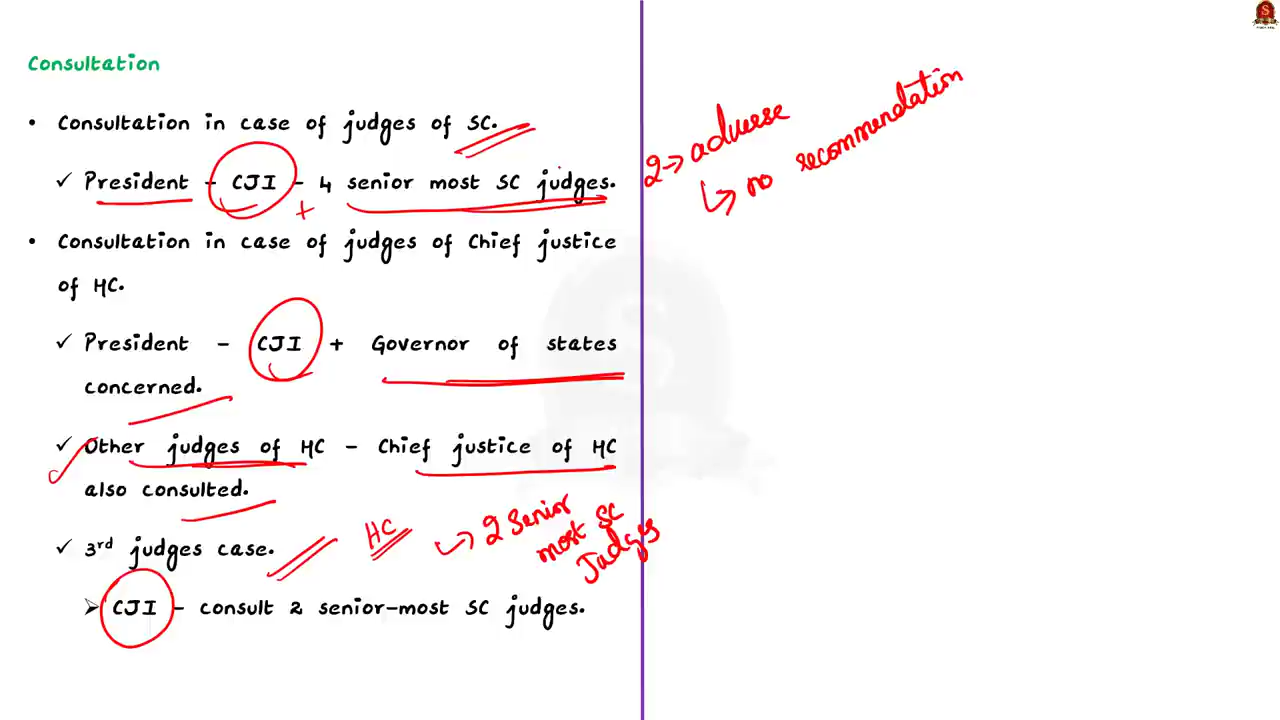 Consultation
• Consultation in case of judges of SC.
✓ President - CJI - 4 senior most SC judges.
+
• Consultation in case of judges of Chief justice
of HC.
✓ President - CJI + Governor of states
concerned.
✓ Other judges of HC - Chief justice of HC
also consulted.
✓ 3rd judges case.
HC
2 Senior
most SC
Judges
➢ CJI - consult 2 senior-most SC judges.
2 → adverse
↳ no recommendation